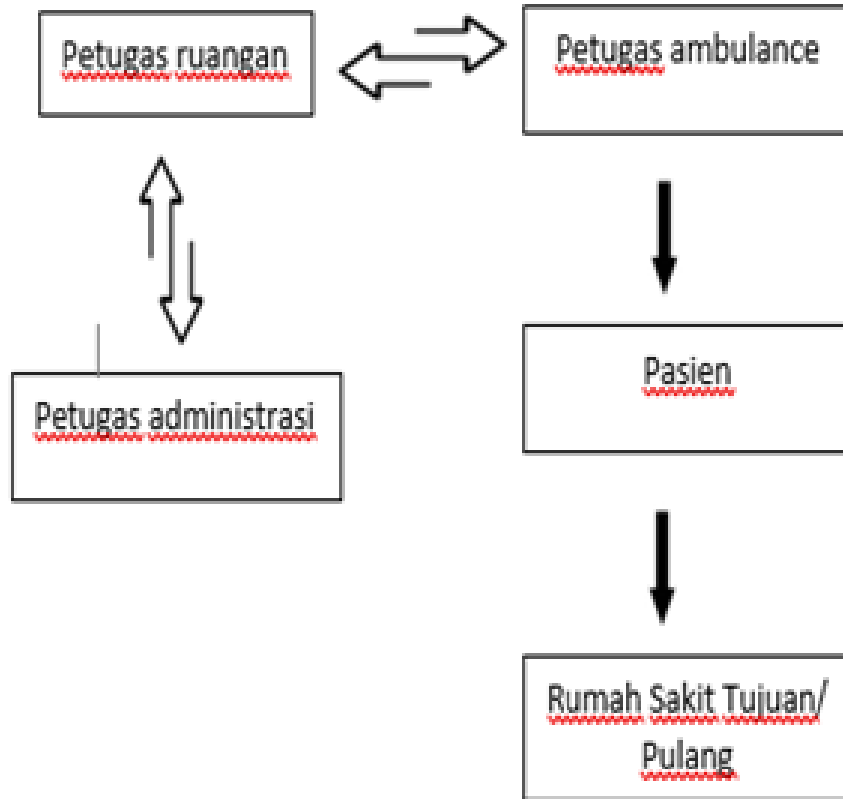 Petugas ruangan
Petugas ambulance
Pasien
Petugas administrasi
Rumah Sakit Tujuan/
Pulang